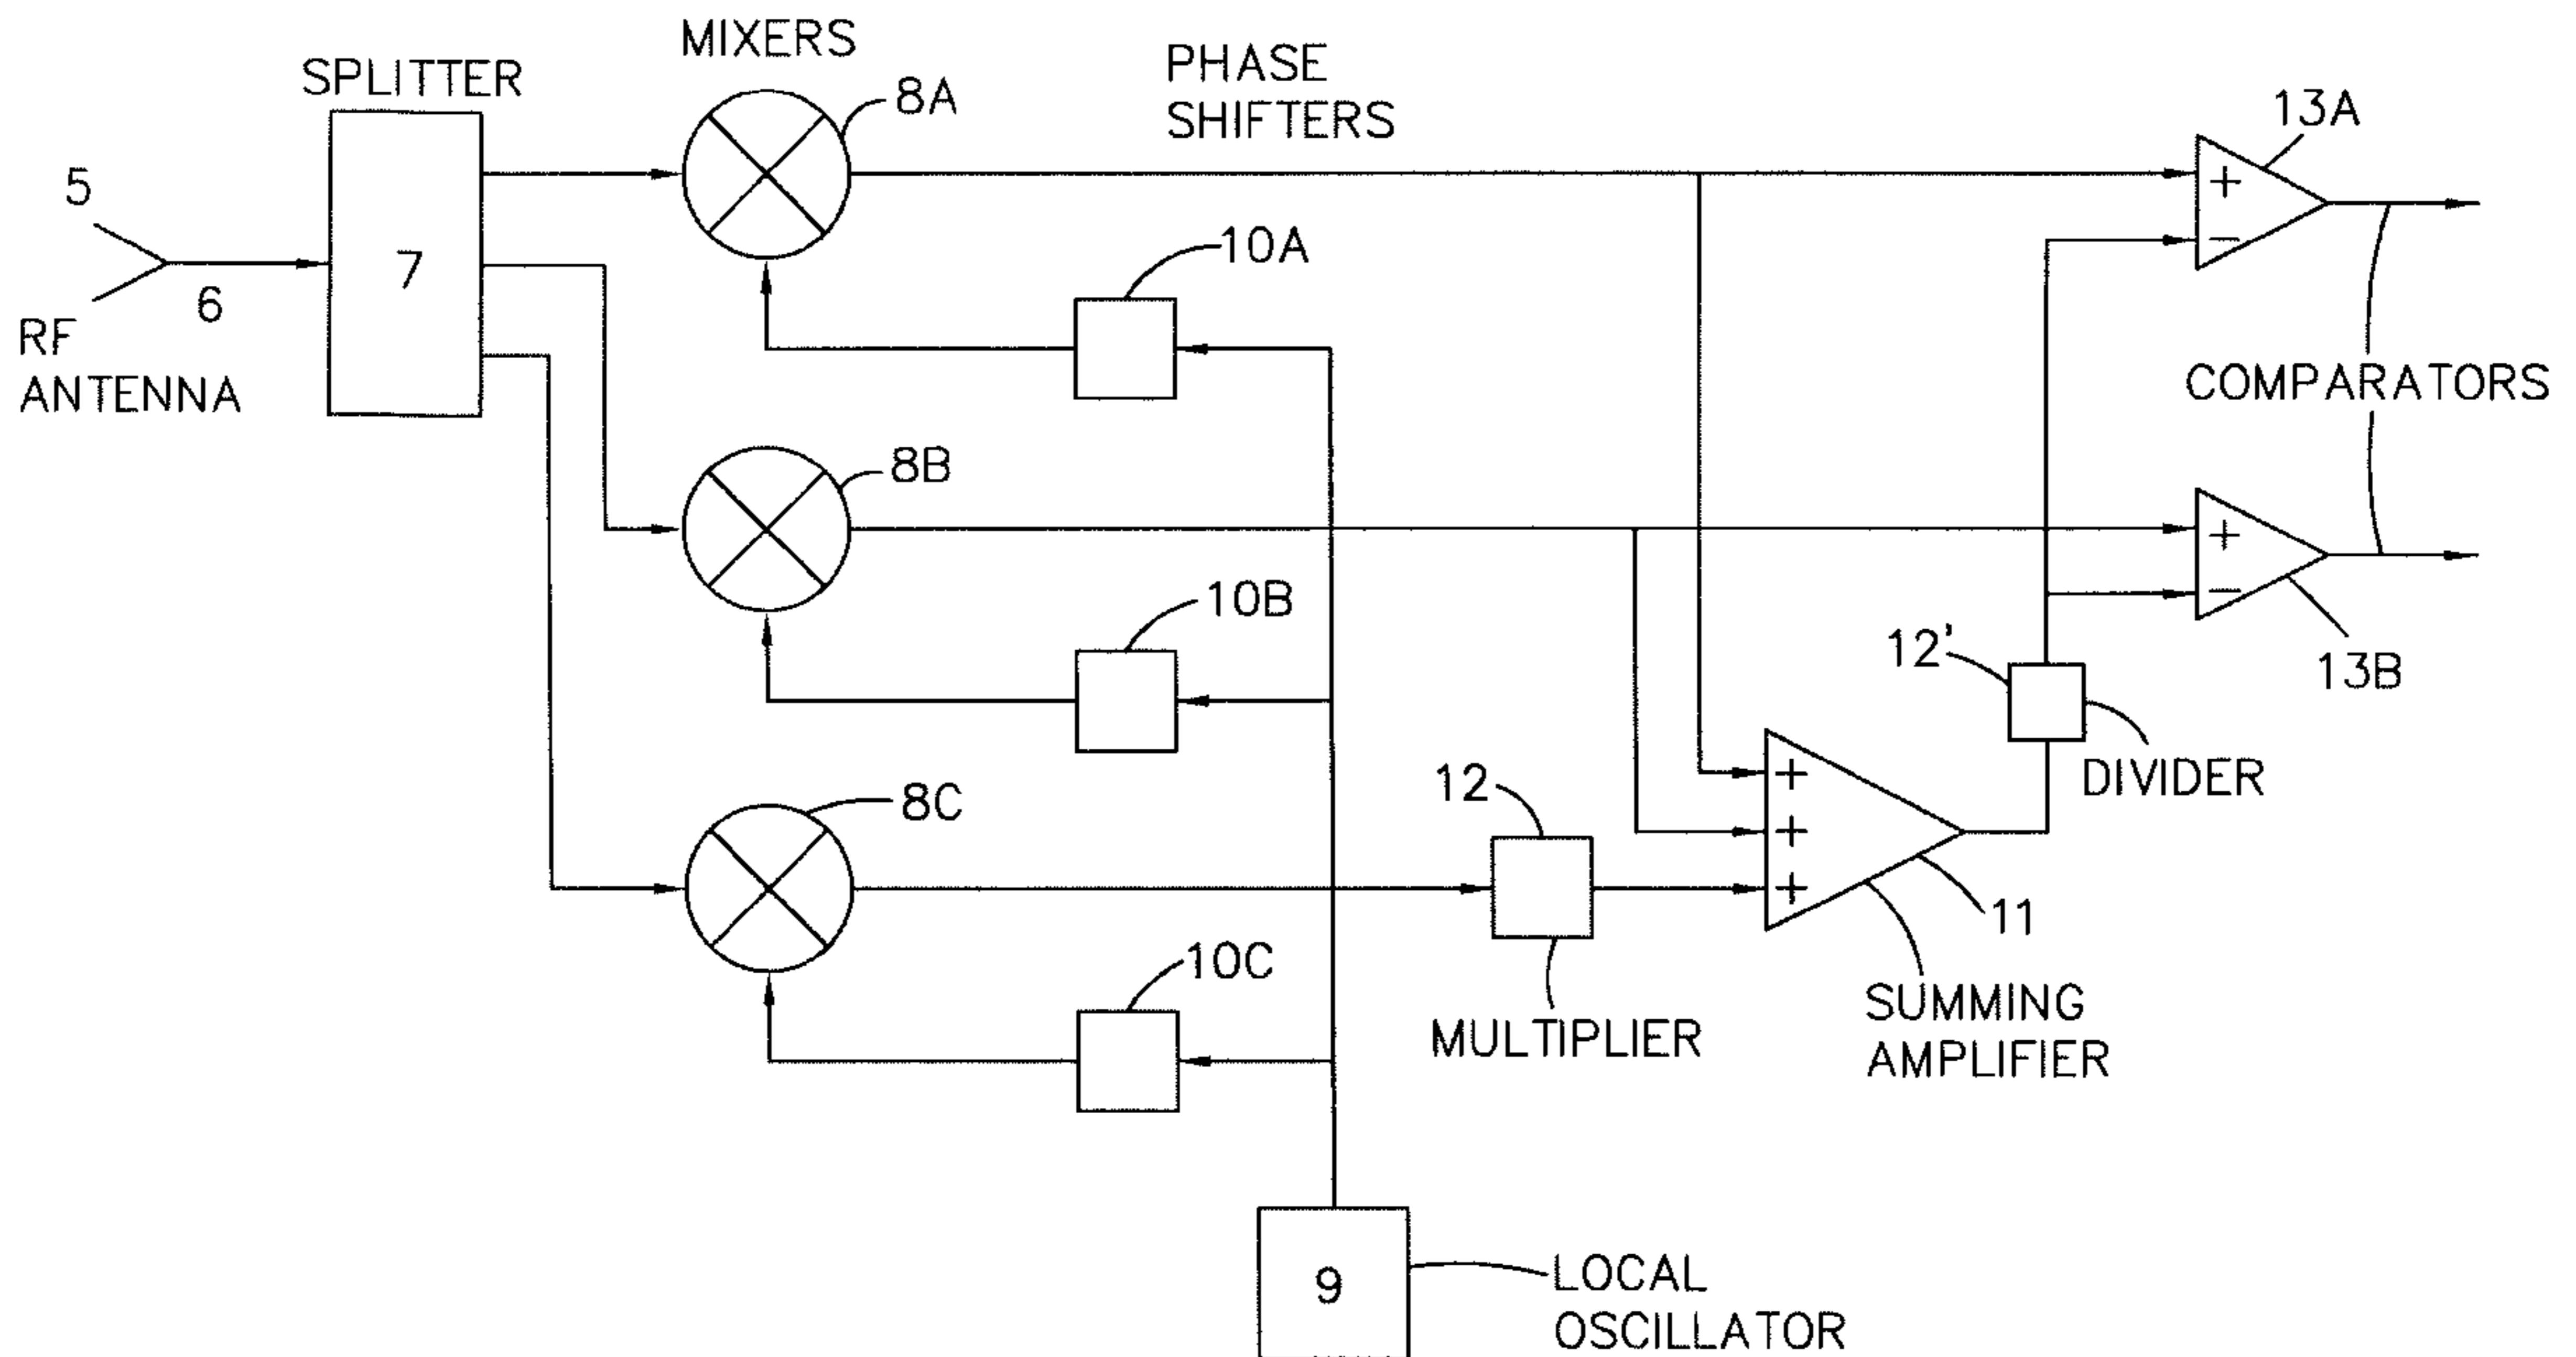 MIXERS
SPLITTER
8A
PHASE
SHIFTERS
13A
5
6
7
RF
ANTENNA
10A
COMPARATORS
8B
10B
12'
13B
DIVIDER
8C
12
11
10C
MULTIPLIER
SUMMING
AMPLIFIER
9
LOCAL
OSCILLATOR
+
−
+
−
+
+
+